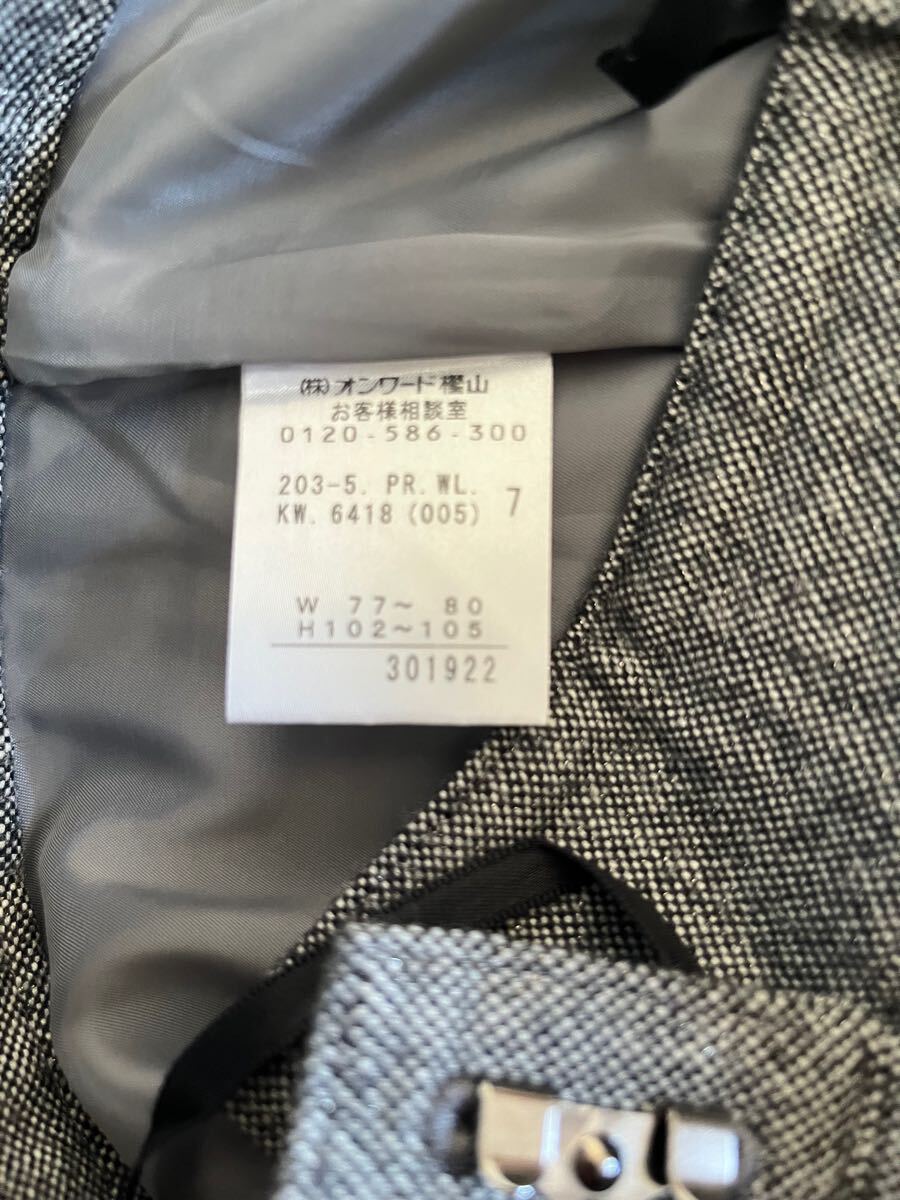 (株)オンワード樫山
お客様相談室
0120-586-300
203-5. PR. WL.
KW. 6418 (005) 7
W 77～ 80
H102～105
301922